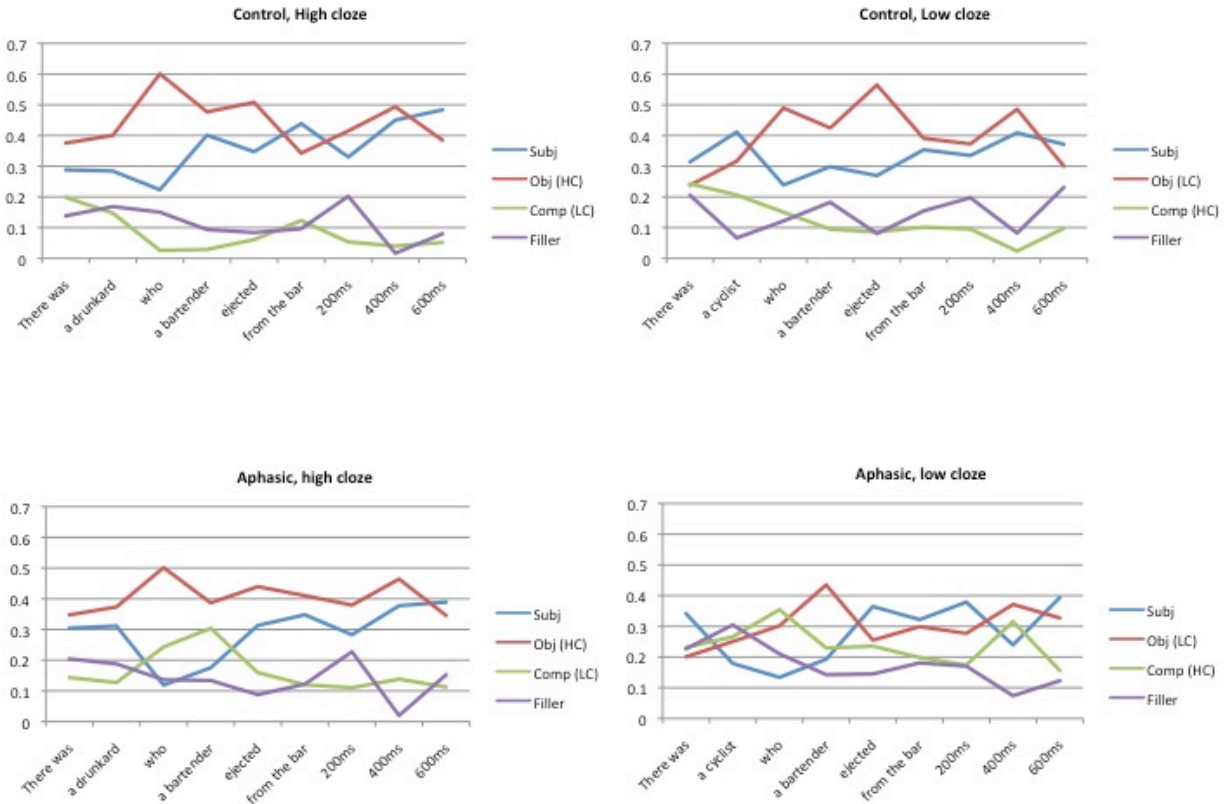 Control, High cloze
0.7
0.6
0.5
0.4
0.3
0.2
0.1
0
There was
a drunkard
who
a bartender
ejected
from the bar
200ms
400ms
600ms
Subj
Obj (HC)
Comp (LC)
Filler
Control, Low cloze
0.7
0.6
0.5
0.4
0.3
0.2
0.1
0
There was
a cyclist
who
a bartender
ejected
from the bar
200ms
400ms
600ms
Subj
Obj (LC)
Comp (HC)
Filler
Aphasic, high cloze
0.7
0.6
0.5
0.4
0.3
0.2
0.1
0
There was
a drunkard
who
a bartender
ejected
from the bar
200ms
400ms
600ms
Subj
Obj (HC)
Comp (LC)
Filler
Aphasic, low cloze
0.7
0.6
0.5
0.4
0.3
0.2
0.1
0
There was
a cyclist
who
a bartender
ejected
from the bar
200ms
400ms
600ms
Subj
Obj (LC)
Comp (HC)
Filler